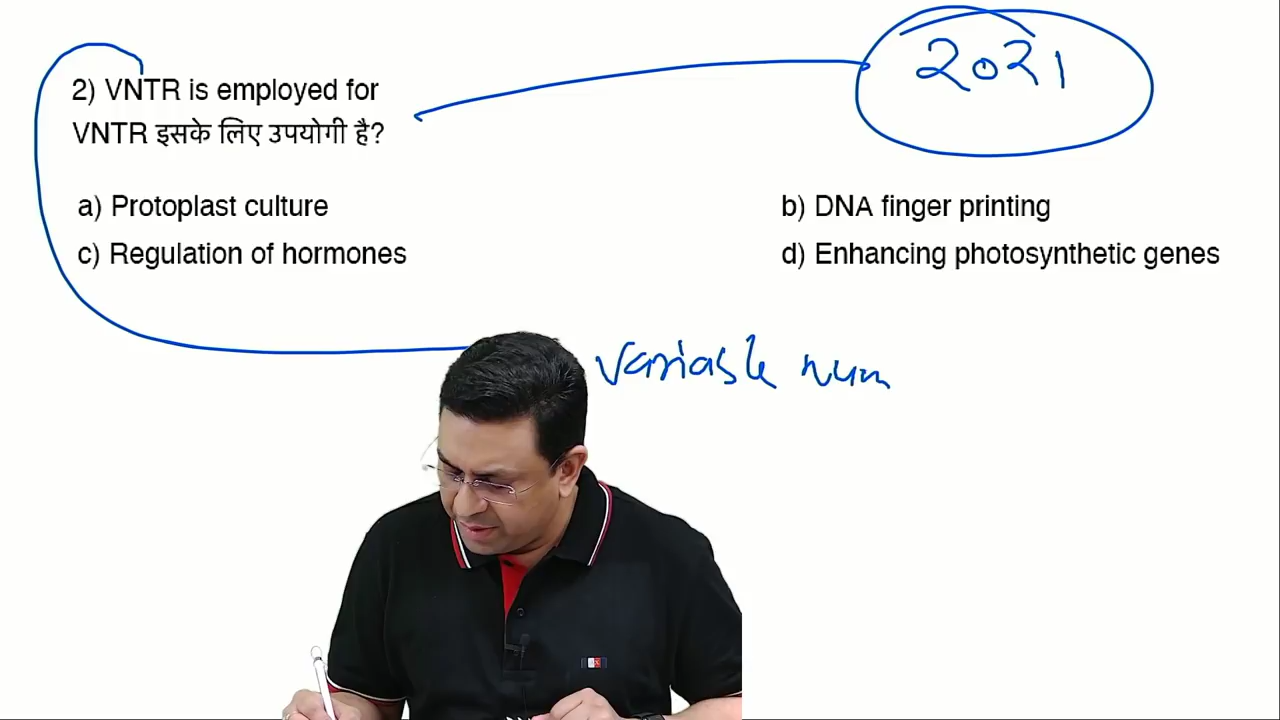 2021
2) VNTR is employed for
VNTR इसके लिए उपयोगी है?
a) Protoplast culture
b) DNA finger printing
c) Regulation of hormones
d) Enhancing photosynthetic genes
Variable num